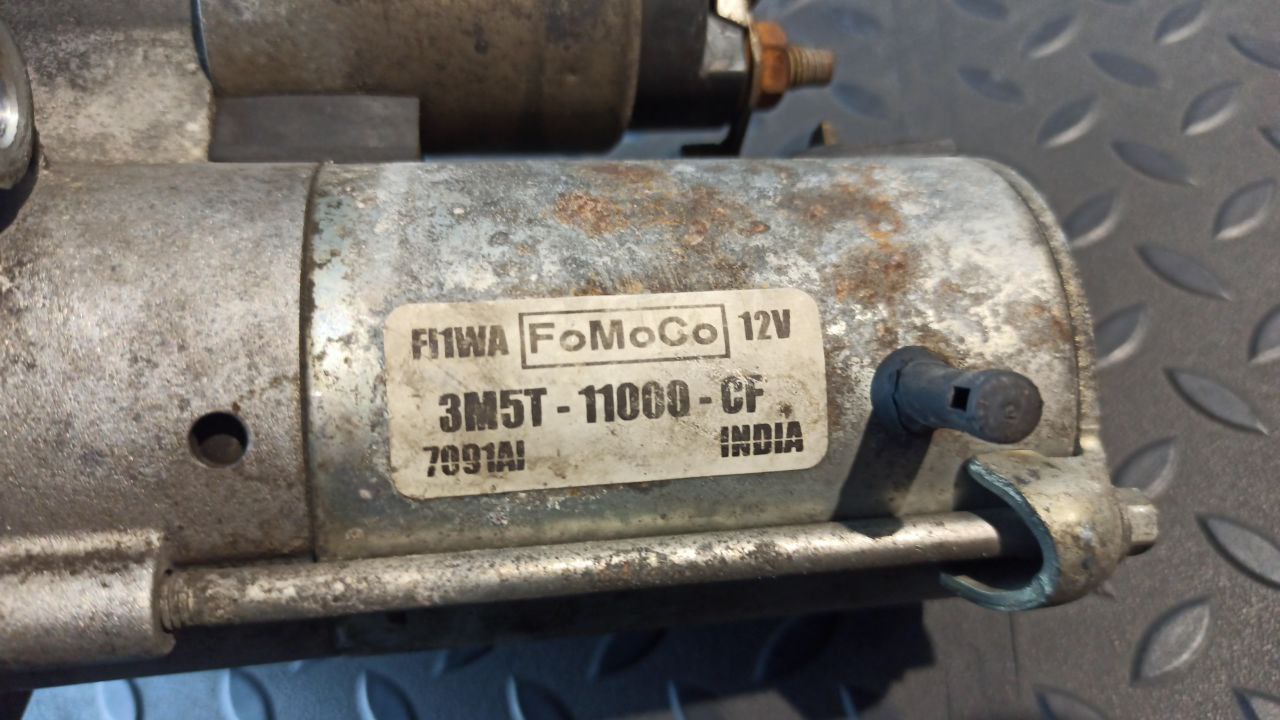 FI1WA FoMoCo 12V
3M5T - 11000 - CF
7091AI INDIA